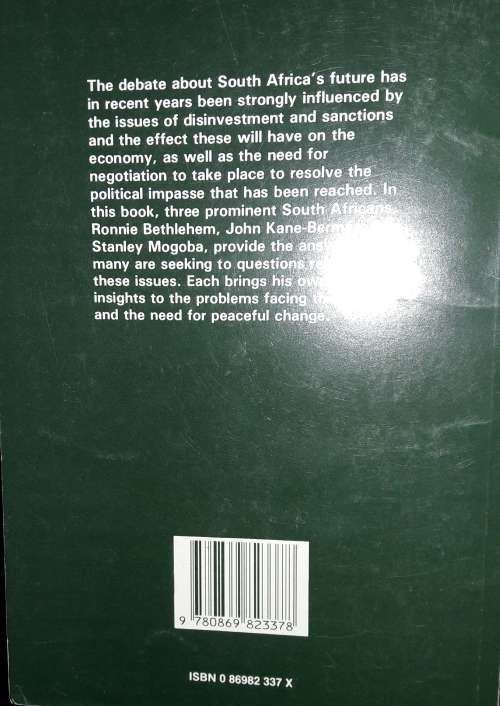 The debate about South Africa's future has
in recent years been strongly influenced by
the issues of disinvestment and sanctions
and the effect these will have on the
economy, as well as the need for
negotiation to take place to resolve the
political impasse that has been reached. In
this book, three prominent South Africans,
Ronnie Bethlehem, John
Stanley Mogoba, provide the
many are seeking to questions
these issues. Each brings his own
insights to the problems facing
and the need for peaceful change.
9 780869 823378
ISBN 0 86982 337 X